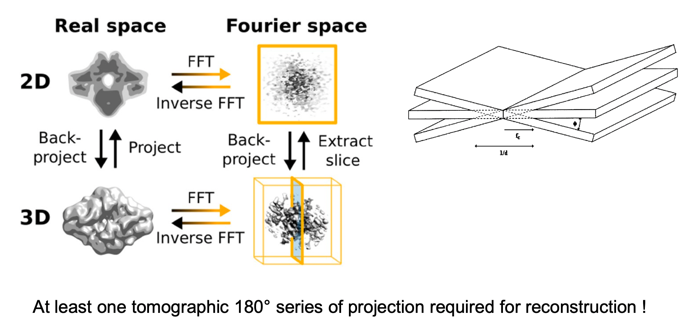 Real space
Fourier space
2D
FFT
Inverse FFT
Back-
project
Project
Back-
project
Extract
slice
3D
FFT
Inverse FFT
ϕ
1/d
At least one tomographic 180° series of projection required for reconstruction !